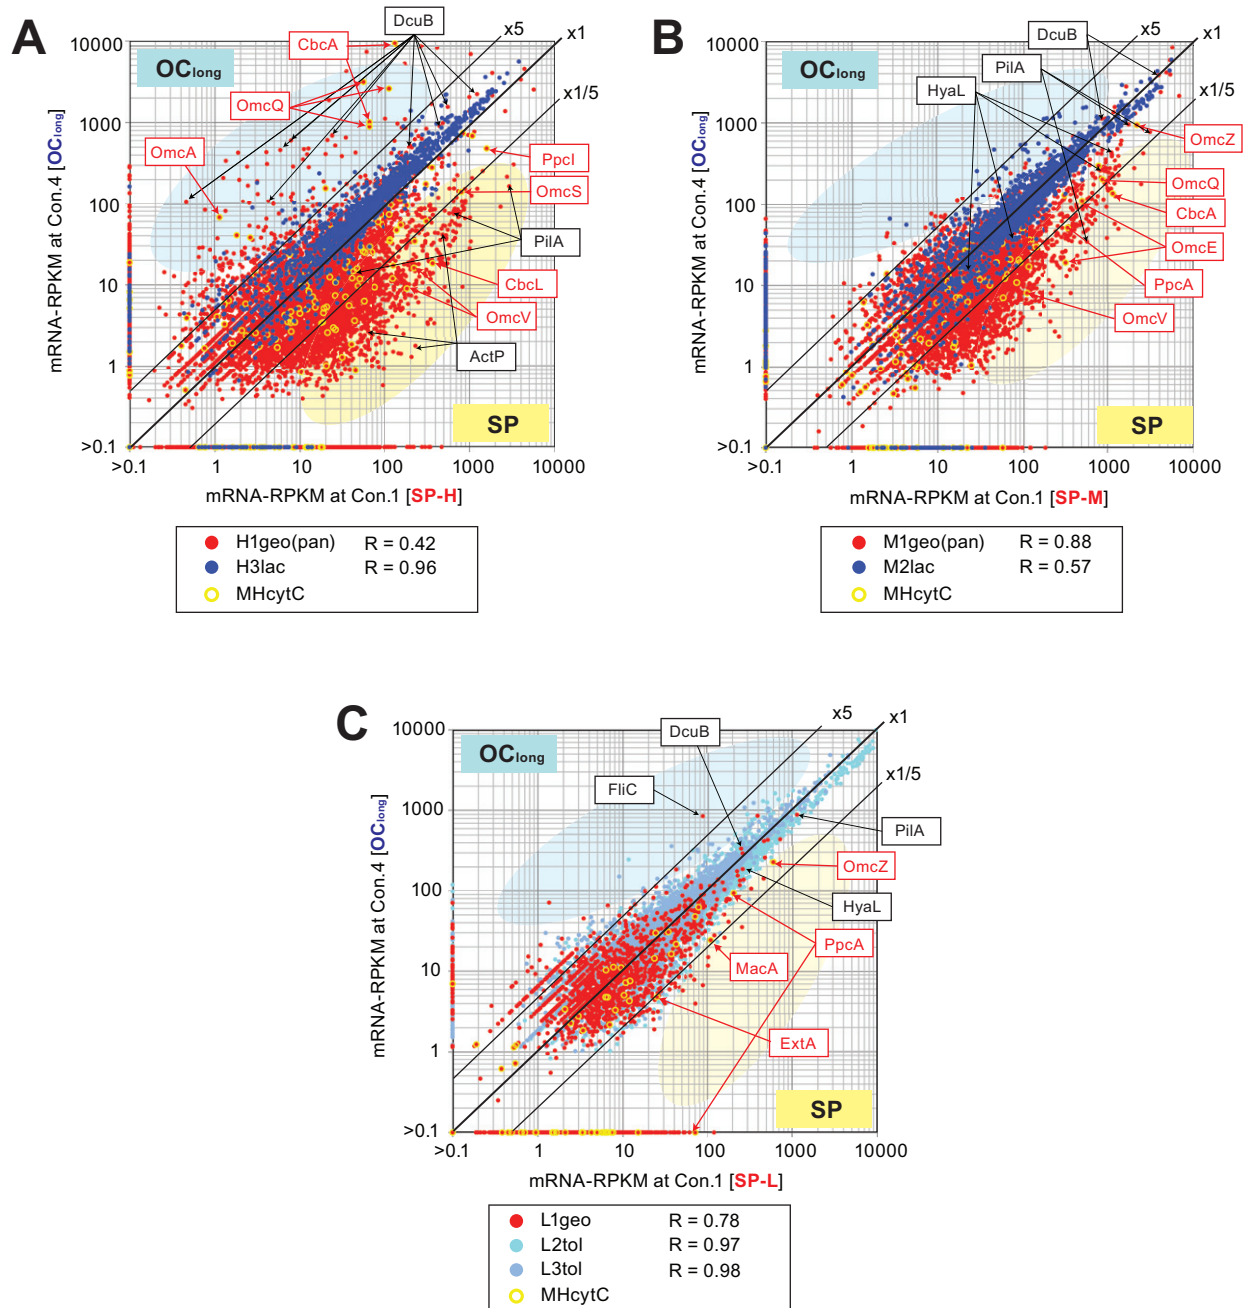 A
OClong
CbcA
DcuB
OmcQ
OmcA
x5
x1
x1/5
PpcI
OmcS
PilA
CbcL
OmcV
ActP
SP
10000
1000
100
10
1
>0.1
mRNA-RPKM at Con.4 [OClong]
>0.1 1 10 100 1000 10000
mRNA-RPKM at Con.1 [SP-H]
H1geo(pan) R = 0.42
H3lac R = 0.96
MHcytC
B
OClong
DcuB
PilA
HyaL
x5
x1
x1/5
OmcZ
OmcQ
CbcA
OmcE
PpcA
OmcV
SP
10000
1000
100
10
1
>0.1
mRNA-RPKM at Con.4 [OClong]
>0.1 1 10 100 1000 10000
mRNA-RPKM at Con.1 [SP-M]
M1geo(pan) R = 0.88
M2lac R = 0.57
MHcytC
C
OClong
DcuB
FliC
x5
x1
x1/5
PilA
OmcZ
HyaL
PpcA
MacA
ExtA
SP
10000
1000
100
10
1
>0.1
mRNA-RPKM at Con.4 [OClong]
>0.1 1 10 100 1000 10000
mRNA-RPKM at Con.1 [SP-L]
L1geo R = 0.78
L2tol R = 0.97
L3tol R = 0.98
MHcytC